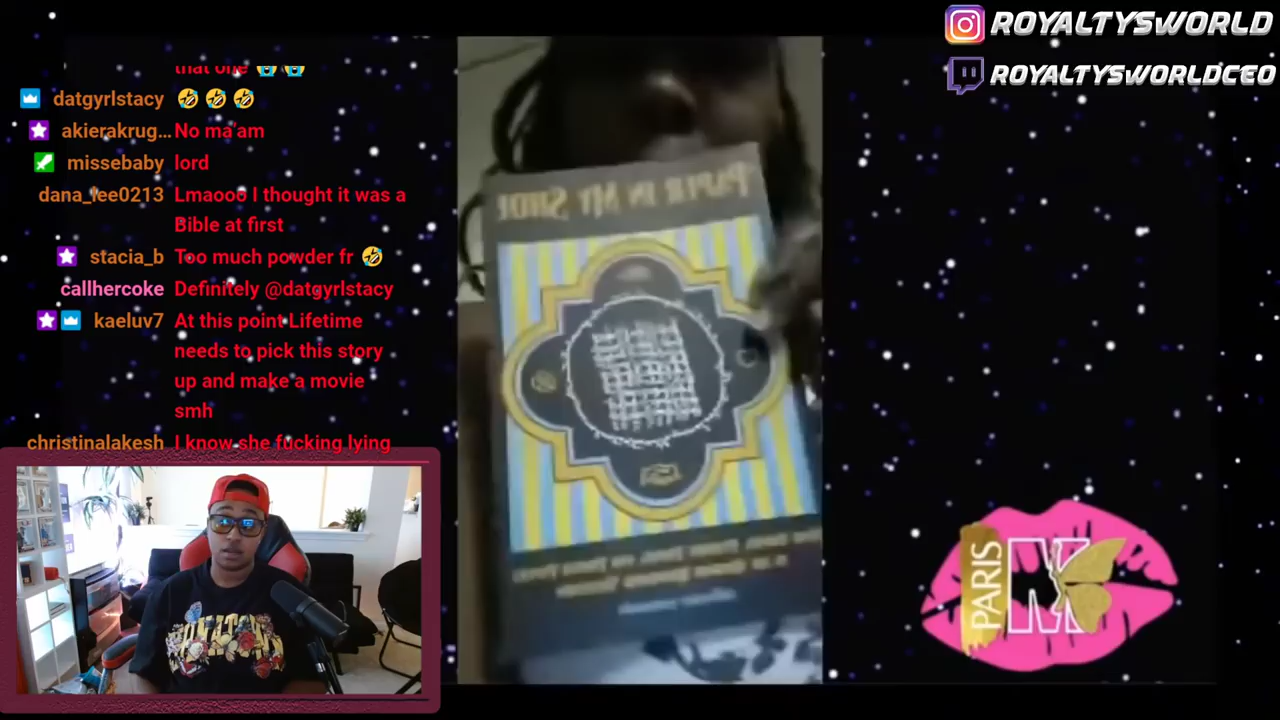 ROYALTYSWORLD
ROYALTYSWORLDCEO
that one 😭 😭
datgyrlstacy 🤣 🤣 🤣
akierakrug... No ma'am
missebaby lord
dana_lee0213 Lmaooo I thought it was a
Bible at first
stacia_b Too much powder fr 🤣
callhercoke Definitely @datgyrlstacy
kaeluv7 At this point Lifetime
needs to pick this story
up and make a movie
smh
christinalakesh I know she fucking lying
PAPER IN MY SHOE
PARIS
M